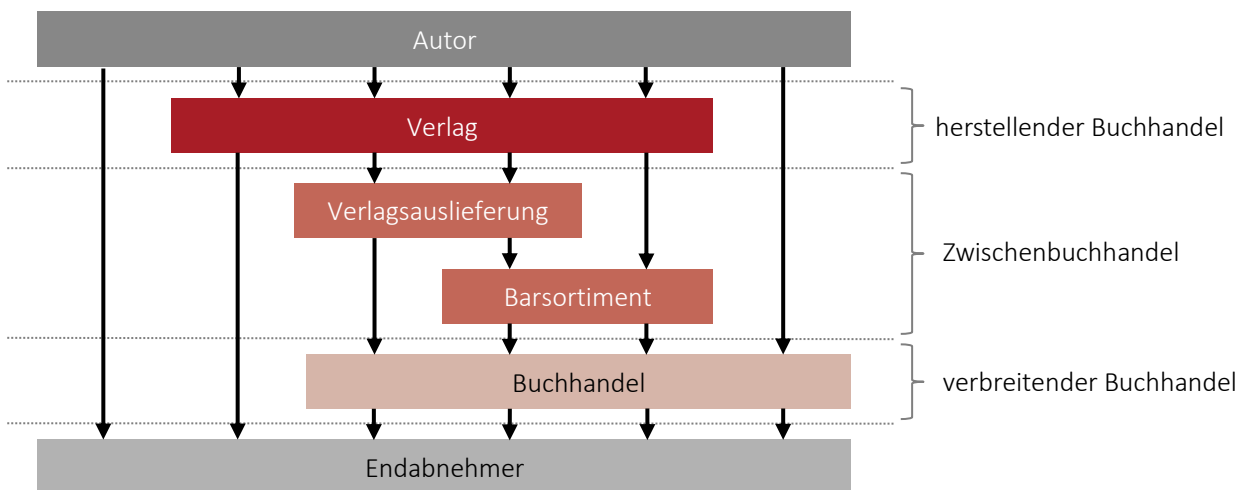 Autor
Verlag
herstellender Buchhandel
Verlagsauslieferung
Zwischenbuchhandel
Barsortiment
Buchhandel
verbreitender Buchhandel
Endabnehmer